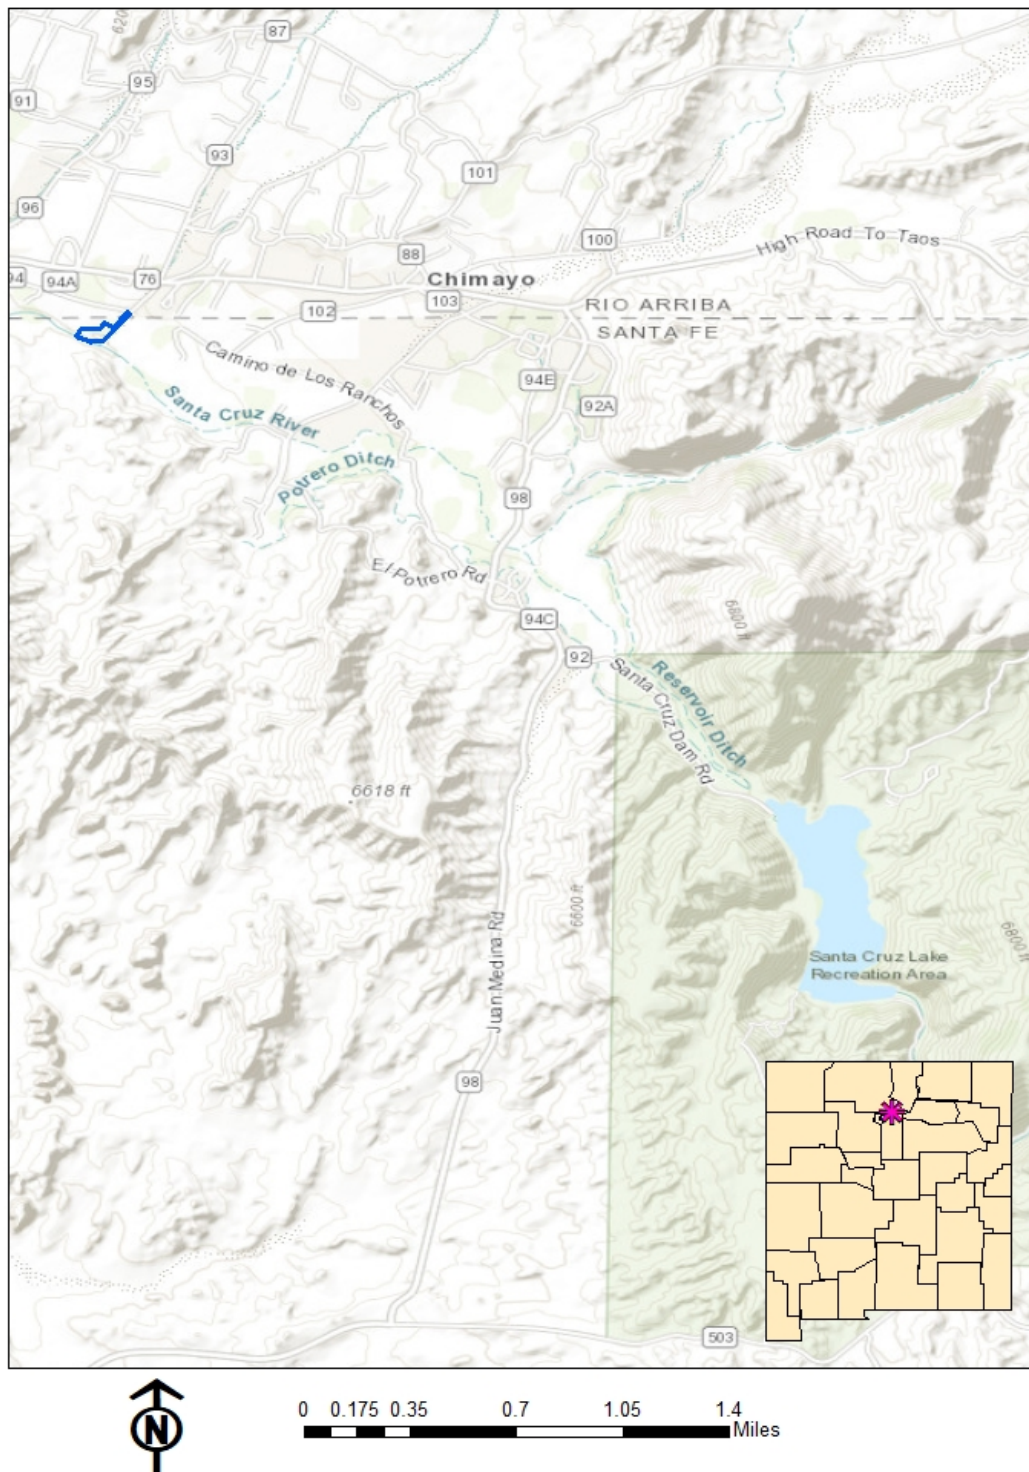 620
87
95
91
93
101
96
100
High Road To Taos
88
94
94A
76
Chimayo
103
102
RIO ARRIBA
SANTA FE
Camino de Los Ranchos
94E
92A
Santa Cruz River
Potrero Ditch
98
El Potrero Rd
6800 ft
94C
92
Santa Cruz Dam Rd
Reservoir Ditch
6618 ft
6600 ft
Juan Medina Rd
6800 ft
Santa Cruz Lake
Recreation Area
98
503
N
0 0.175 0.35 0.7 1.05 1.4
Miles